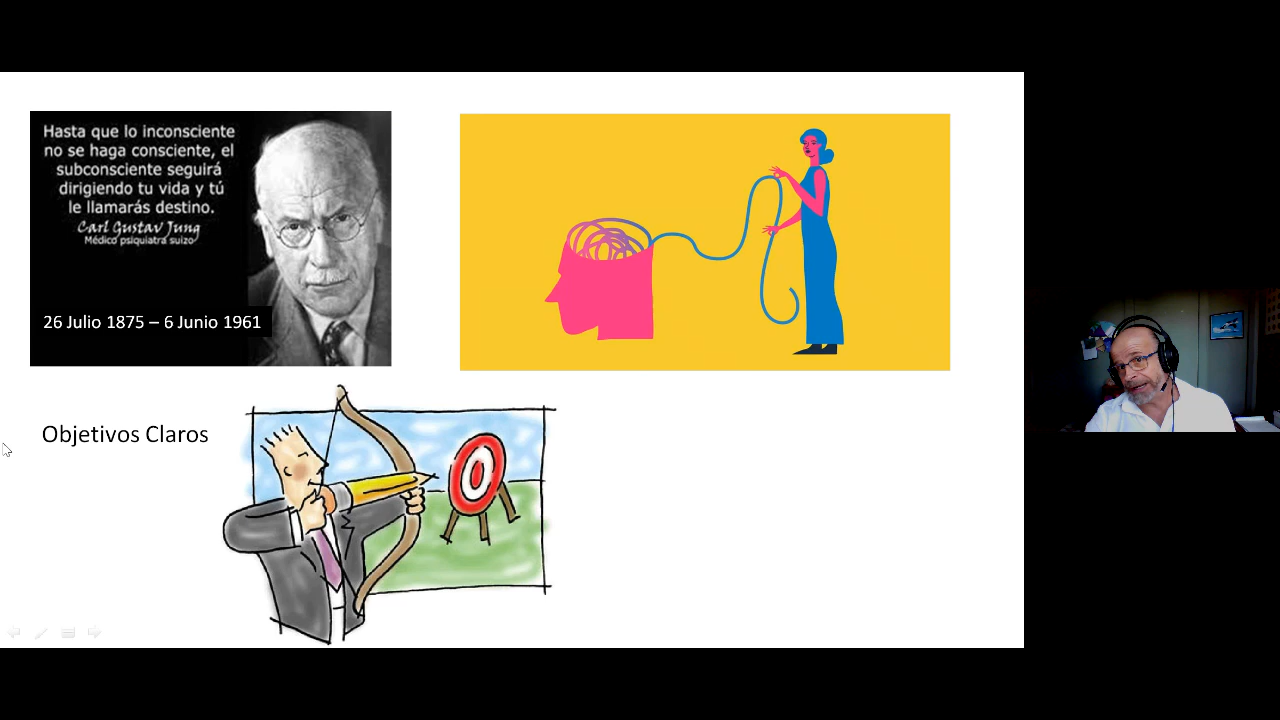 Hasta que lo inconsciente
no se haga consciente, el
subconsciente seguirá
dirigiendo tu vida y tú
le llamarás destino.
Carl Gustav Jung
Médico psiquiatra suizo
26 Julio 1875 – 6 Junio 1961
Objetivos Claros